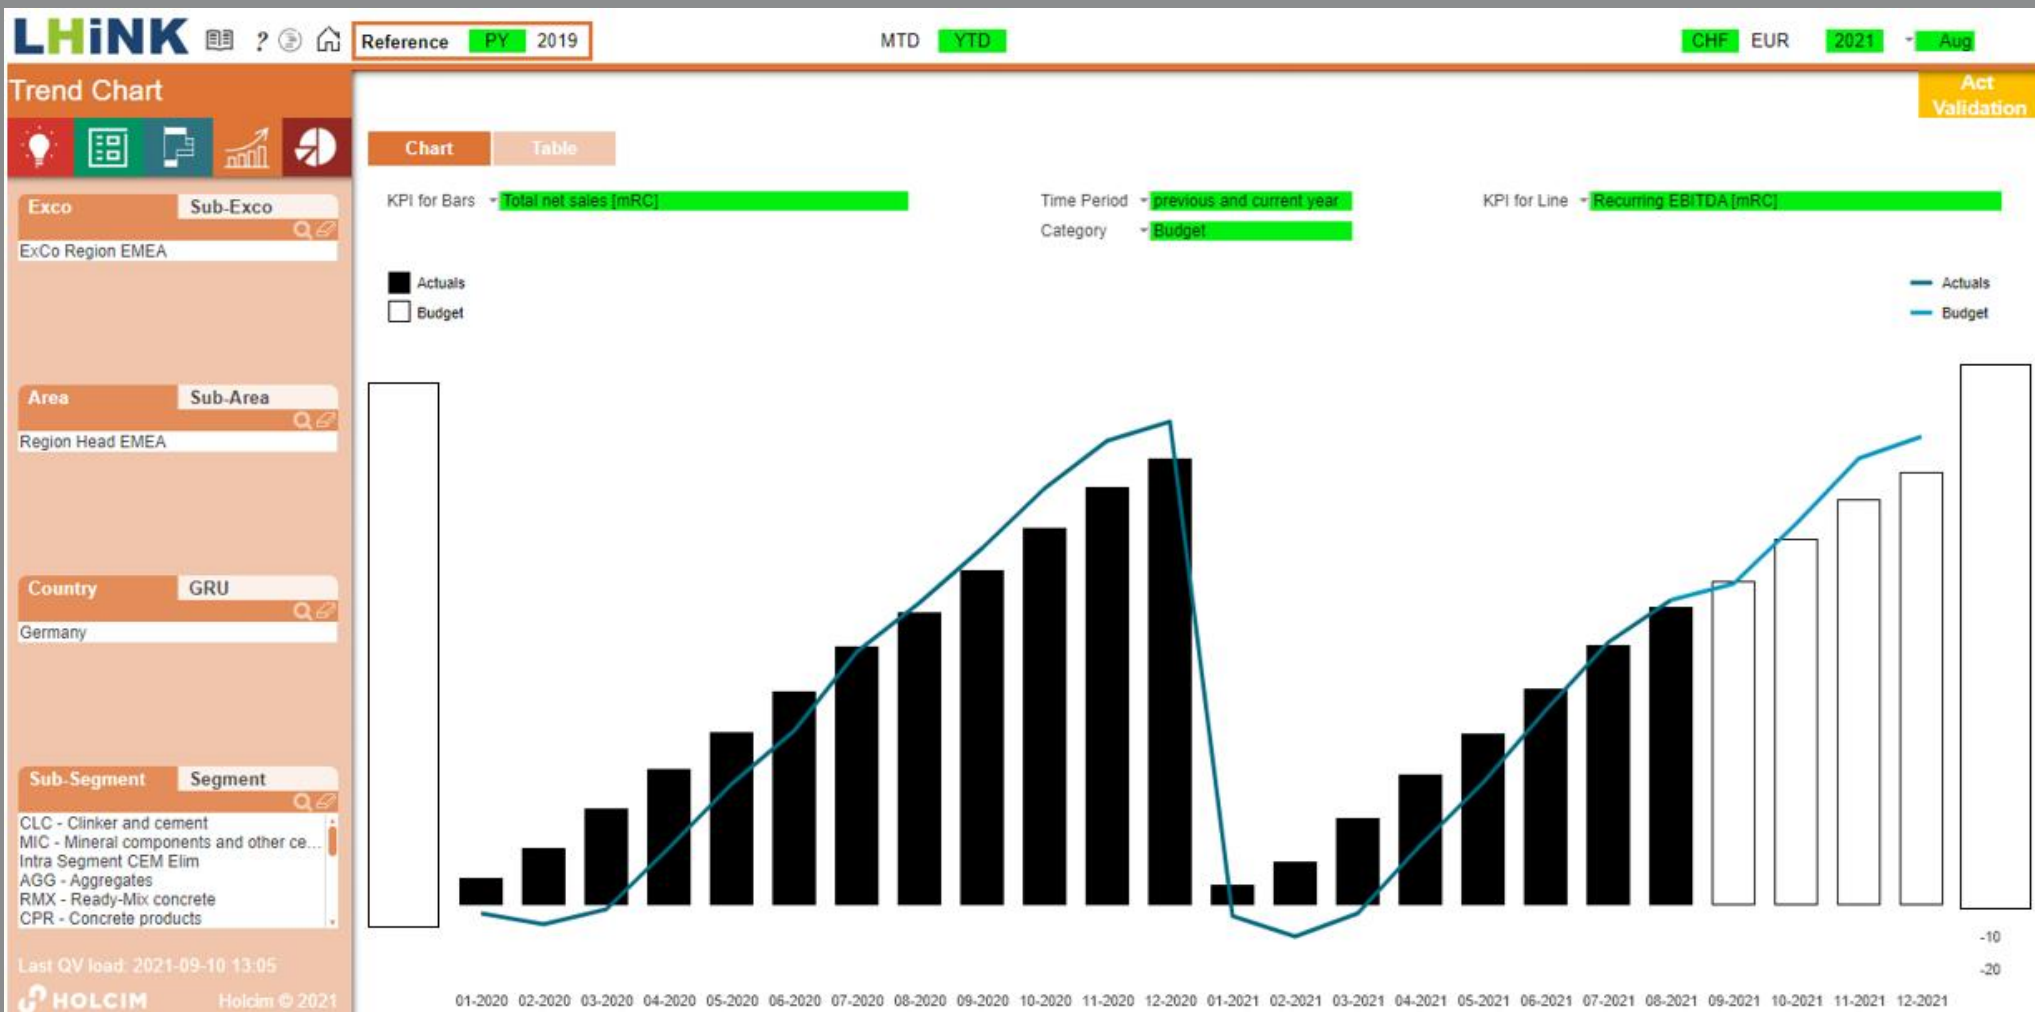 LHiNK ? Reference PY 2019 MTD YTD CHF EUR 2021 Aug
Trend Chart
Act
Validation
Chart Table
Exco Sub-Exco
ExCo Region EMEA
KPI for Bars Total net sales [mRC] Time Period previous and current year KPI for Line Recurring EBITDA [mRC]
Category Budget
Actuals
Budget
Actuals
Budget
Area Sub-Area
Region Head EMEA
Country GRU
Germany
Sub-Segment Segment
CLC - Clinker and cement
MIC - Mineral components and other ce...
Intra Segment CEM Elim
AGG - Aggregates
RMX - Ready-Mix concrete
CPR - Concrete products
-10
-20
Last QV load: 2021-09-10 13:05
HOLCIM Holcim © 2021
01-2020 02-2020 03-2020 04-2020 05-2020 06-2020 07-2020 08-2020 09-2020 10-2020 11-2020 12-2020 01-2021 02-2021 03-2021 04-2021 05-2021 06-2021 07-2021 08-2021 09-2021 10-2021 11-2021 12-2021